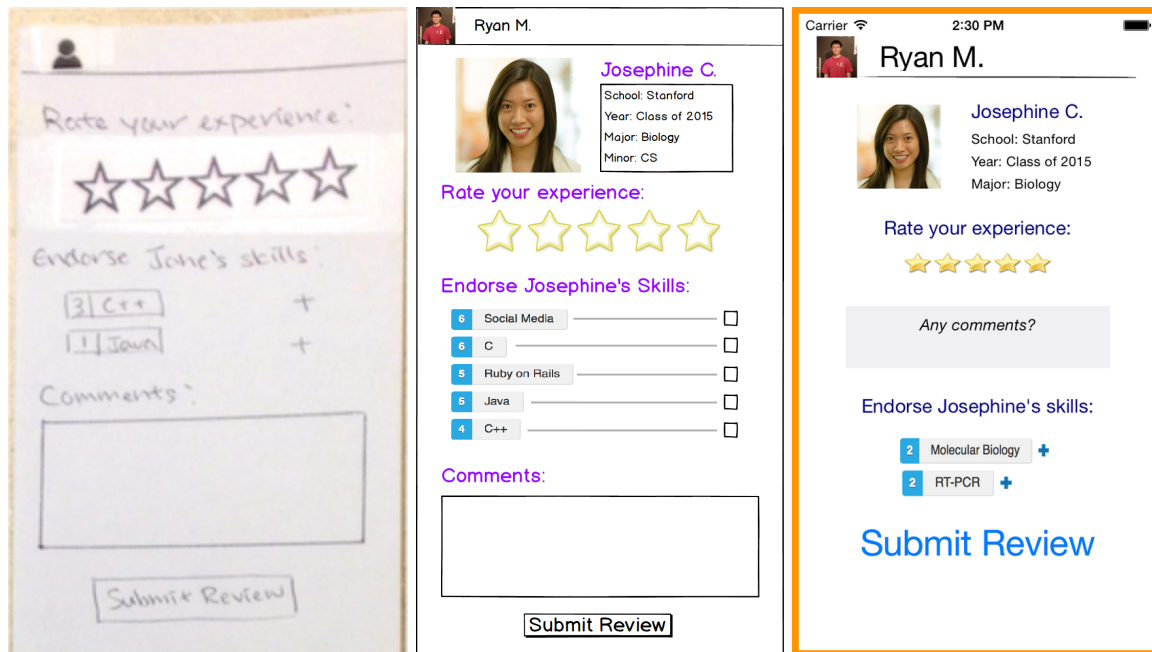 Rate your experience:
Endorse Jane's skills:
3 C++ +
1 Java +
Comments:
Submit Review
Ryan M.
Josephine C.
School: Stanford
Year: Class of 2015
Major: Biology
Minor: CS
Rate your experience:
Endorse Josephine's Skills:
6 Social Media
6 C
5 Ruby on Rails
5 Java
4 C++
Comments:
Submit Review
Carrier 2:30 PM
Ryan M.
Josephine C.
School: Stanford
Year: Class of 2015
Major: Biology
Rate your experience:
Any comments?
Endorse Josephine's skills:
2 Molecular Biology +
2 RT-PCR +
Submit Review